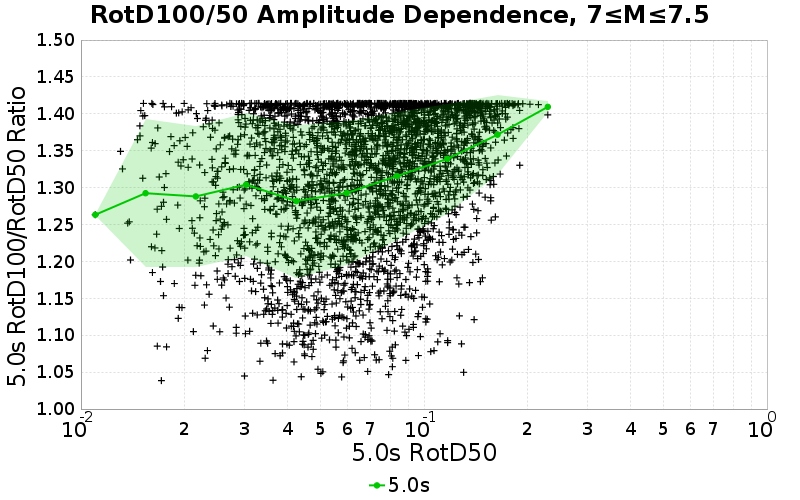 RotD100/50 Amplitude Dependence, 7≤M≤7.5
5.0s RotD100/RotD50 Ratio
1.50
1.45
1.40
1.35
1.30
1.25
1.20
1.15
1.10
1.05
1.00
10^-2 2 3 4 5 6 7 10^-1 2 3 4 5 6 7 10^0
5.0s RotD50
5.0s